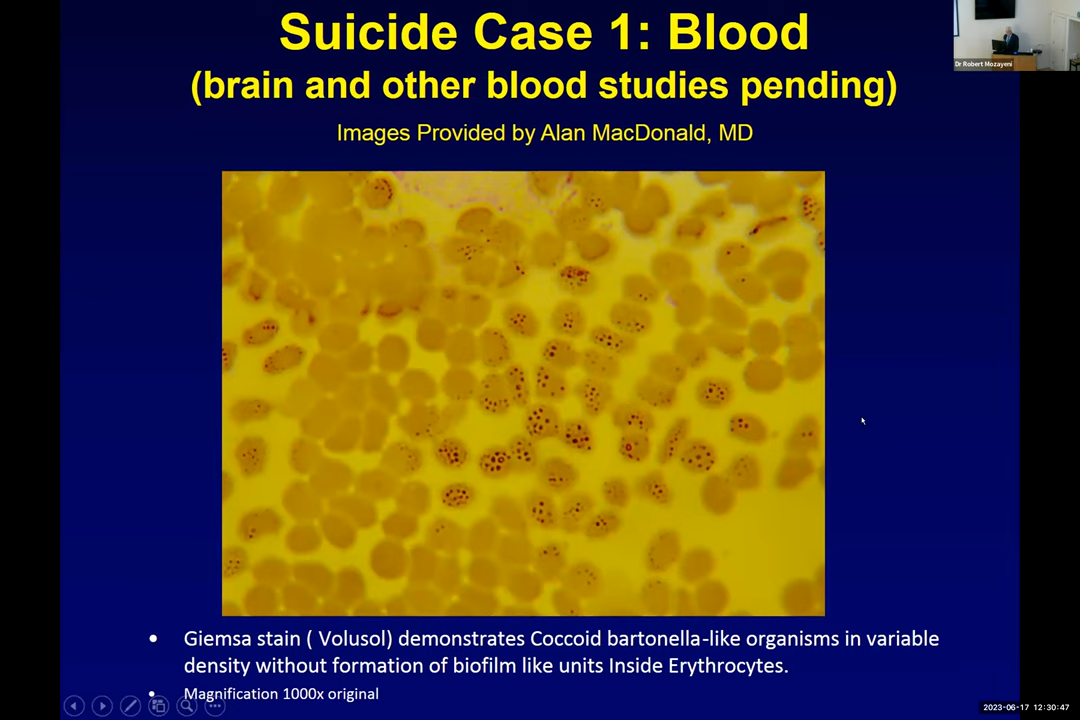 Suicide Case 1: Blood
(brain and other blood studies pending)
Images Provided by Alan MacDonald, MD
Dr Robert Mozayeni
• Giemsa stain ( Volusol) demonstrates Coccoid bartonella-like organisms in variable
density without formation of biofilm like units Inside Erythrocytes.
• Magnification 1000x original
2023-06-17 12:30:47